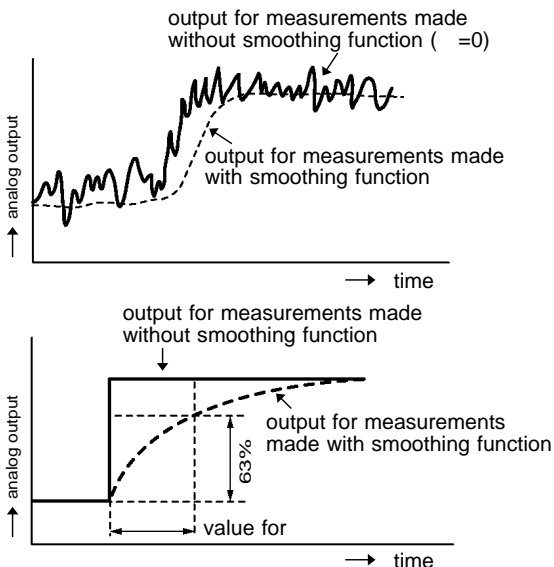 output for measurements made
without smoothing function ( =0)
output for measurements made
with smoothing function
analog output
time
output for measurements made
without smoothing function
output for measurements
made with smoothing function
63%
analog output
value for
time